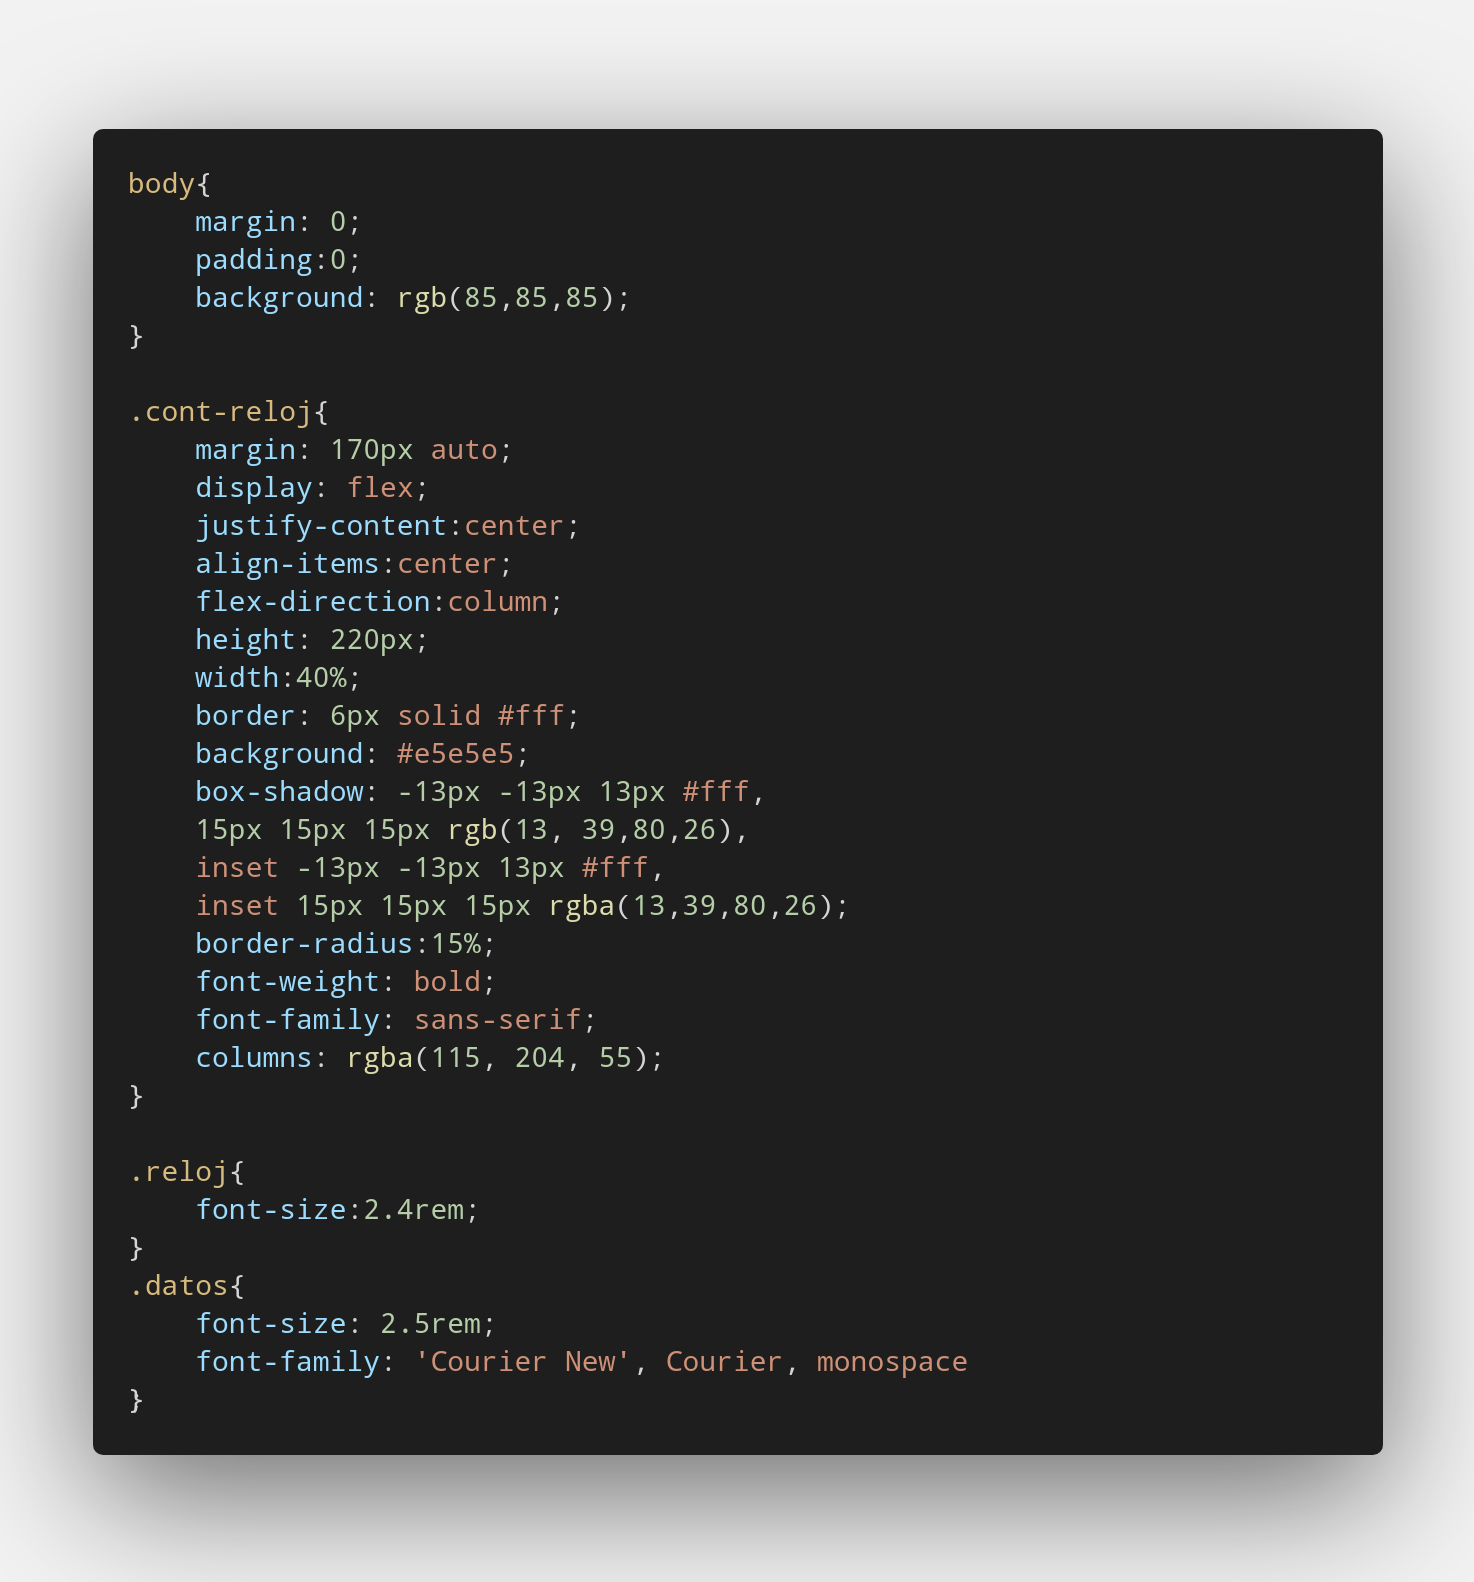 body{
    margin: 0;
    padding:0;
    background: rgb(85,85,85);
}

.cont-reloj{
    margin: 170px auto;
    display: flex;
    justify-content:center;
    align-items:center;
    flex-direction:column;
    height: 220px;
    width:40%;
    border: 6px solid #fff;
    background: #e5e5e5;
    box-shadow: -13px -13px 13px #fff,
    15px 15px 15px rgb(13, 39,80,26),
    inset -13px -13px 13px #fff,
    inset 15px 15px 15px rgba(13,39,80,26);
    border-radius:15%;
    font-weight: bold;
    font-family: sans-serif;
    columns: rgba(115, 204, 55);
}

.reloj{
    font-size:2.4rem;
}
.datos{
    font-size: 2.5rem;
    font-family: 'Courier New', Courier, monospace
}